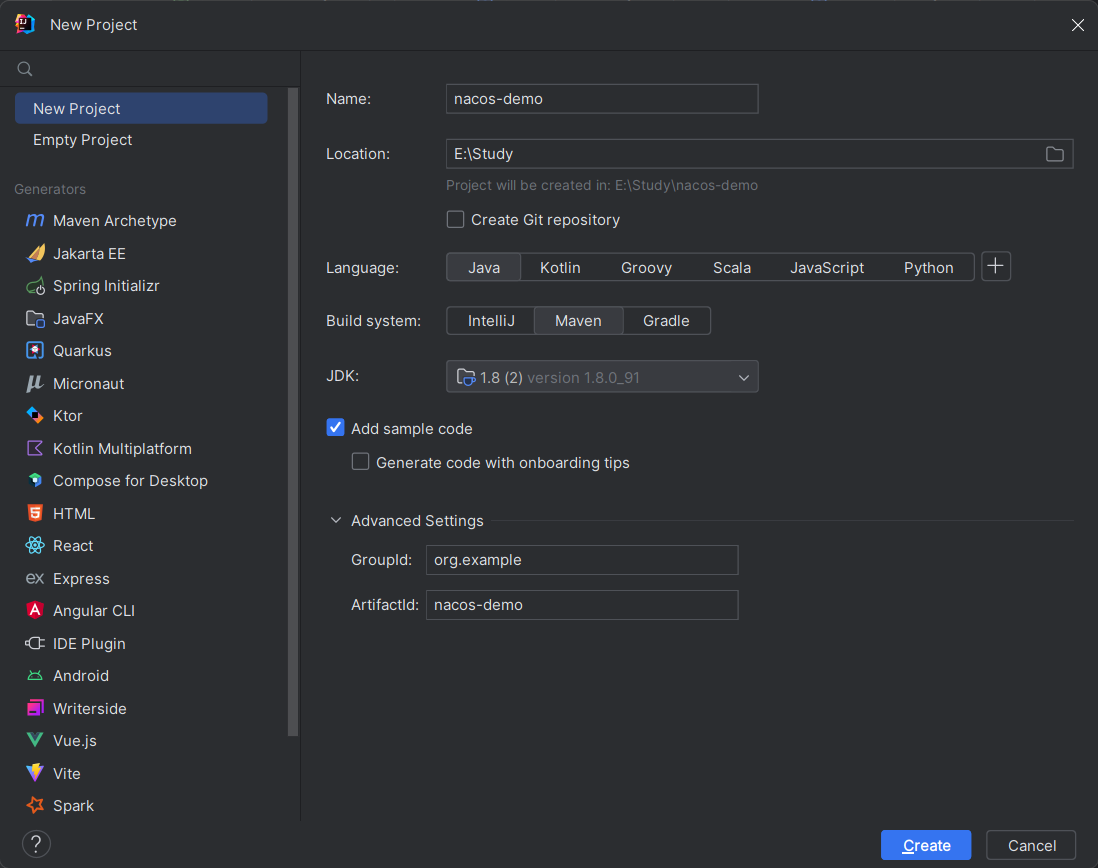 New Project
New Project
Empty Project
Generators
Maven Archetype
Jakarta EE
Spring Initializr
JavaFX
Quarkus
Micronaut
Ktor
Kotlin Multiplatform
Compose for Desktop
HTML
React
ex Express
Angular CLI
IDE Plugin
Android
Writerside
Vue.js
Vite
Spark
?
Name: nacos-demo
Location: E:\Study
Project will be created in: E:\Study\nacos-demo
Create Git repository
Language: Java Kotlin Groovy Scala JavaScript Python +
Build system: IntelliJ Maven Gradle
JDK: 1.8 (2) version 1.8.0_91
Add sample code
Generate code with onboarding tips
Advanced Settings
GroupId: org.example
ArtifactId: nacos-demo
Create Cancel